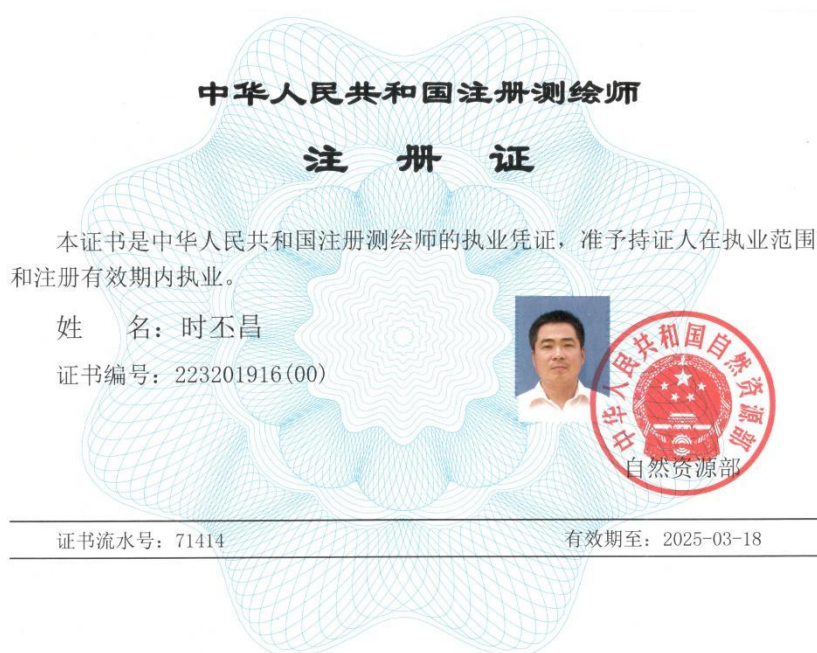 中华人民共和国注册测绘师
注 册 证
本证书是中华人民共和国注册测绘师的执业凭证，准予持证人在执业范围
和注册有效期内执业。
姓 名：时丕昌
证书编号：223201916(00)
中华人民共和国自然资源部
自然资源部
证书流水号：71414
有效期至：2025-03-18